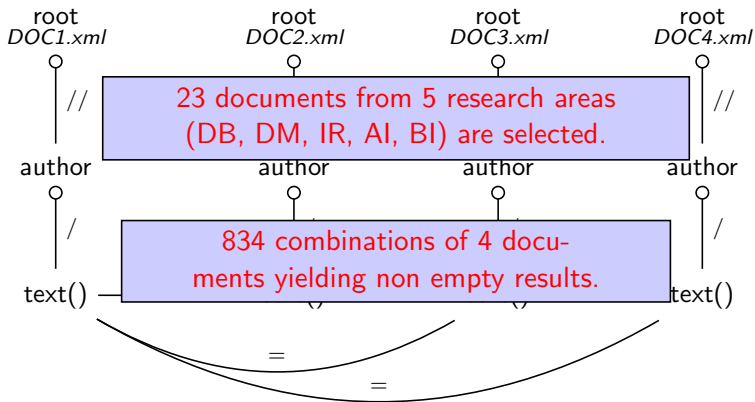 root root root root
DOC1.xml DOC2.xml DOC3.xml DOC4.xml
// //
23 documents from 5 research areas
(DB, DM, IR, AI, BI) are selected.
author author author author
/ /
834 combinations of 4 docu-
ments yielding non empty results.
text() text()
=
=